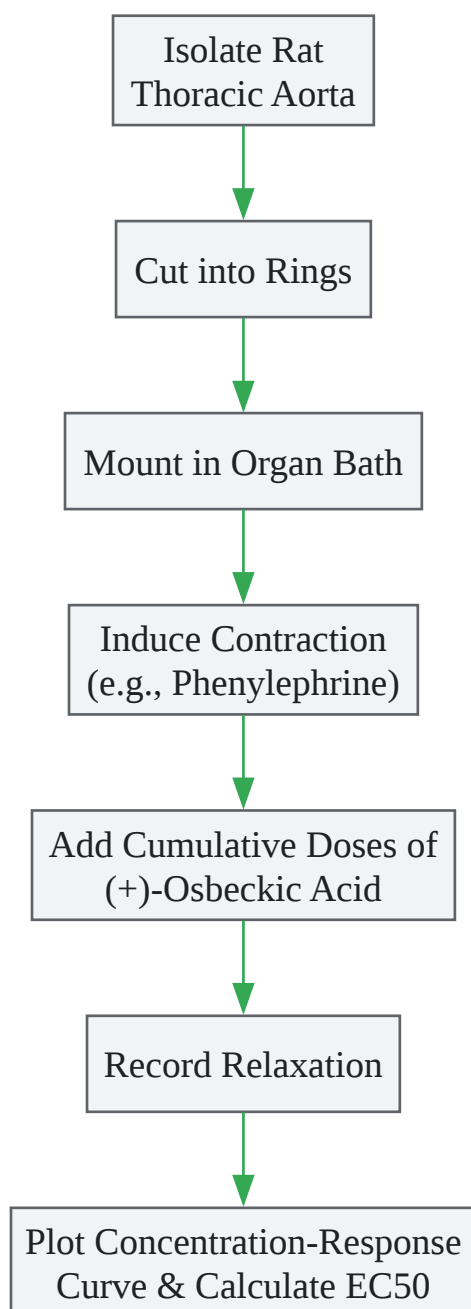 Isolate Rat
Thoracic Aorta
Cut into Rings
Mount in Organ Bath
Induce Contraction
(e.g., Phenylephrine)
Add Cumulative Doses of
(+)-Osbeckic Acid
Record Relaxation
Plot Concentration-Response
Curve & Calculate EC50